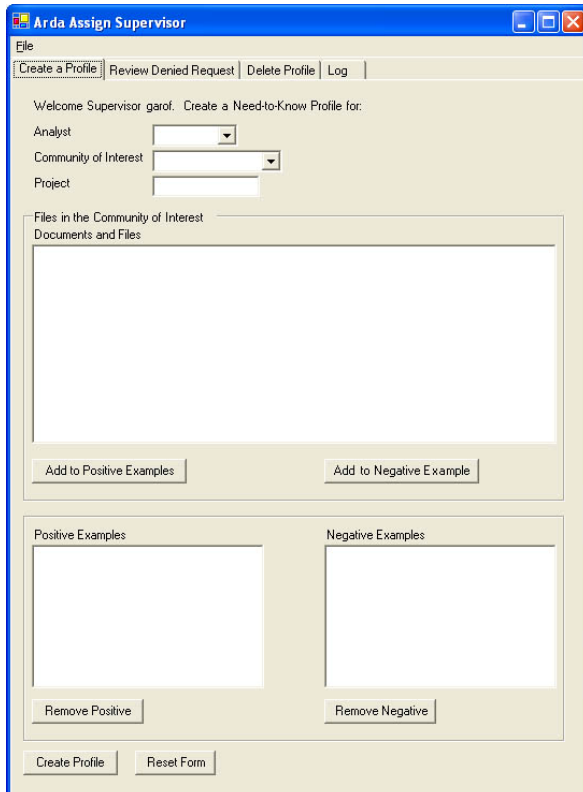 Arda Assign Supervisor
File
Create a Profile Review Denied Request Delete Profile Log
Welcome Supervisor garof. Create a Need-to-Know Profile for:
Analyst
Community of Interest
Project
Files in the Community of Interest
Documents and Files
Add to Positive Examples Add to Negative Example
Positive Examples Negative Examples
Remove Positive Remove Negative
Create Profile Reset Form